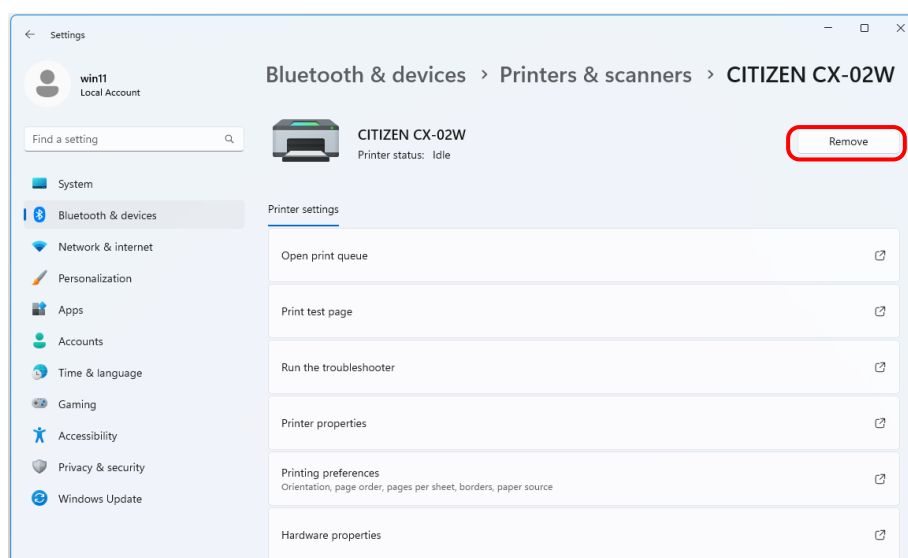 Settings
win11
Local Account
Find a setting
System
Bluetooth & devices
Network & internet
Personalization
Apps
Accounts
Time & language
Gaming
Accessibility
Privacy & security
Windows Update
Bluetooth & devices > Printers & scanners > CITIZEN CX-02W
CITIZEN CX-02W
Printer status: Idle
Remove
Printer settings
Open print queue
Print test page
Run the troubleshooter
Printer properties
Printing preferences
Orientation, page order, pages per sheet, borders, paper source
Hardware properties